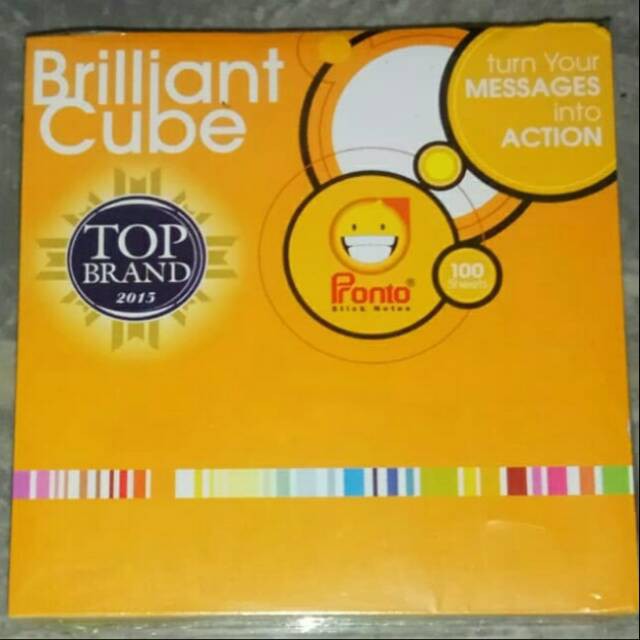 Brilliant
Cube
turn Your
MESSAGES
into
ACTION
TOP
BRAND
2015
Pronto®
Stick Notes
100
Sheets